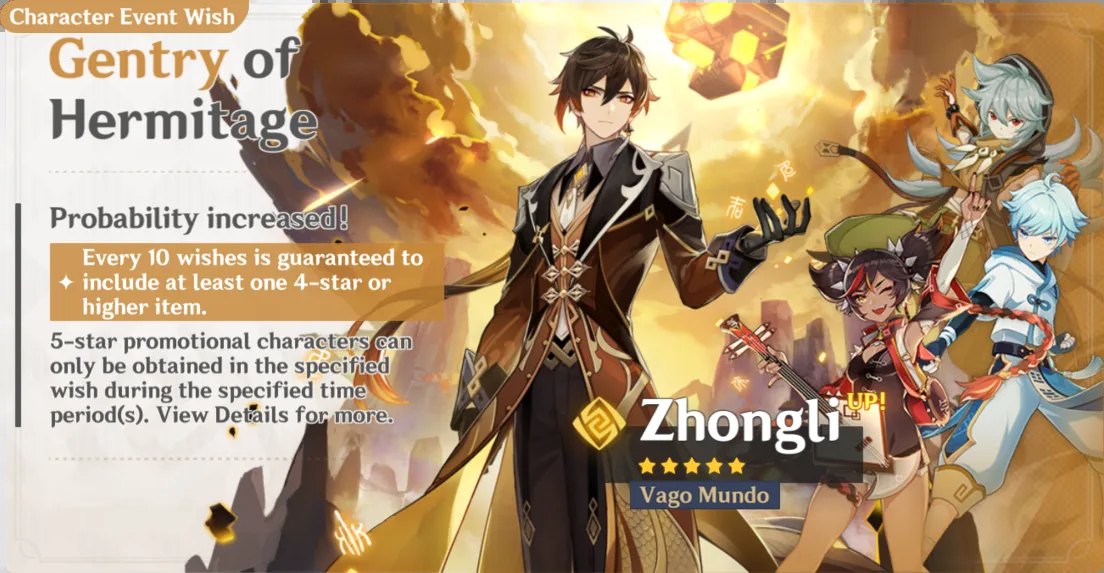 Character Event Wish
Gentry of
Hermitage
Probability increased!
Every 10 wishes is guaranteed to
include at least one 4-star or
higher item.
5-star promotional characters can
only be obtained in the specified
wish during the specified time
period(s). View Details for more.
Zhongli UP!
Vago Mundo